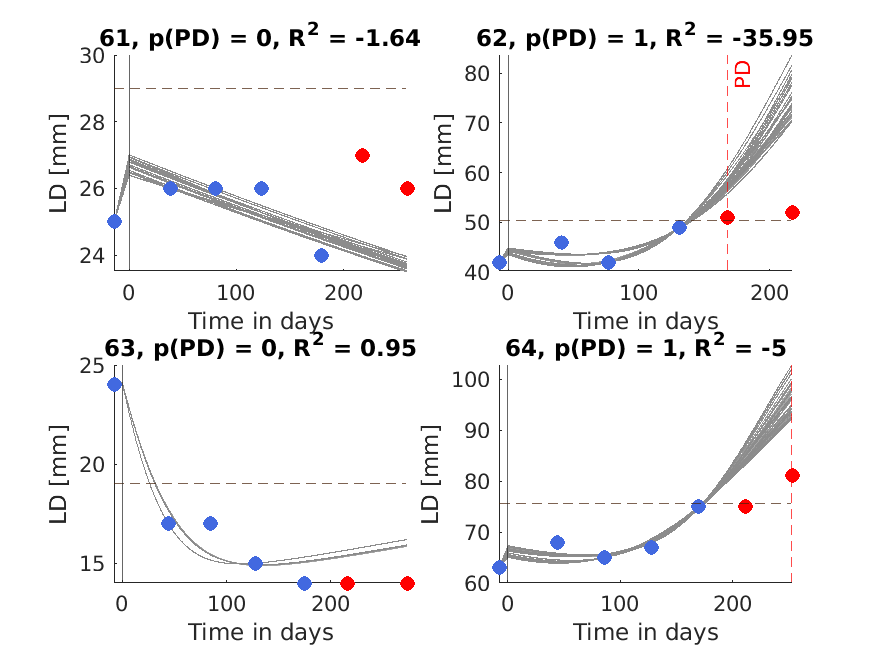 61, p(PD) = 0, R² = -1.64
30
28
26
24
LD [mm]
0 100 200
Time in days
62, p(PD) = 1, R² = -35.95
80
70
60
50
40
LD [mm]
PD
0 100 200
Time in days
63, p(PD) = 0, R² = 0.95
25
20
15
LD [mm]
0 100 200
Time in days
64, p(PD) = 1, R² = -5
100
90
80
70
60
LD [mm]
0 100 200
Time in days